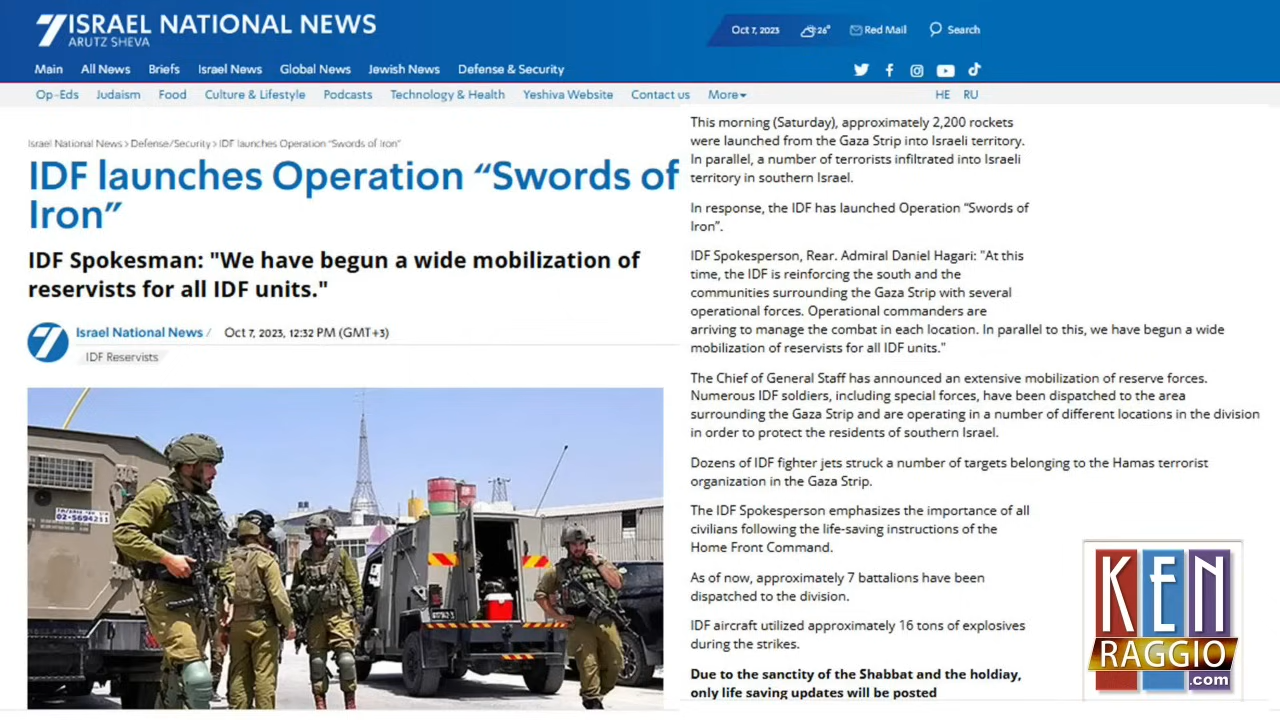 ISRAEL NATIONAL NEWS
ARUTZ SHEVA
Oct 7, 2023 26° Red Mail Search
Main All News Briefs Israel News Global News Jewish News Defense & Security
Op-Eds Judaism Food Culture & Lifestyle Podcasts Technology & Health Yeshiva Website Contact us More HE RU
Israel National News > Defense/Security > IDF launches Operation “Swords of Iron”
IDF launches Operation “Swords of
Iron”
IDF Spokesman: "We have begun a wide mobilization of
reservists for all IDF units."
Israel National News / Oct 7, 2023, 12:32 PM (GMT+3)
IDF Reservists
02-5694211
This morning (Saturday), approximately 2,200 rockets
were launched from the Gaza Strip into Israeli territory.
In parallel, a number of terrorists infiltrated into Israeli
territory in southern Israel.
In response, the IDF has launched Operation “Swords of
Iron”.
IDF Spokesperson, Rear. Admiral Daniel Hagari: "At this
time, the IDF is reinforcing the south and the
communities surrounding the Gaza Strip with several
operational forces. Operational commanders are
arriving to manage the combat in each location. In parallel to this, we have begun a wide
mobilization of reservists for all IDF units."
The Chief of General Staff has announced an extensive mobilization of reserve forces.
Numerous IDF soldiers, including special forces, have been dispatched to the area
surrounding the Gaza Strip and are operating in a number of different locations in the division
in order to protect the residents of southern Israel.
Dozens of IDF fighter jets struck a number of targets belonging to the Hamas terrorist
organization in the Gaza Strip.
The IDF Spokesperson emphasizes the importance of all
civilians following the life-saving instructions of the
Home Front Command.
As of now, approximately 7 battalions have been
dispatched to the division.
IDF aircraft utilized approximately 16 tons of explosives
during the strikes.
Due to the sanctity of the Shabbat and the holdiay,
only life saving updates will be posted
KEN
RAGGIO
.com